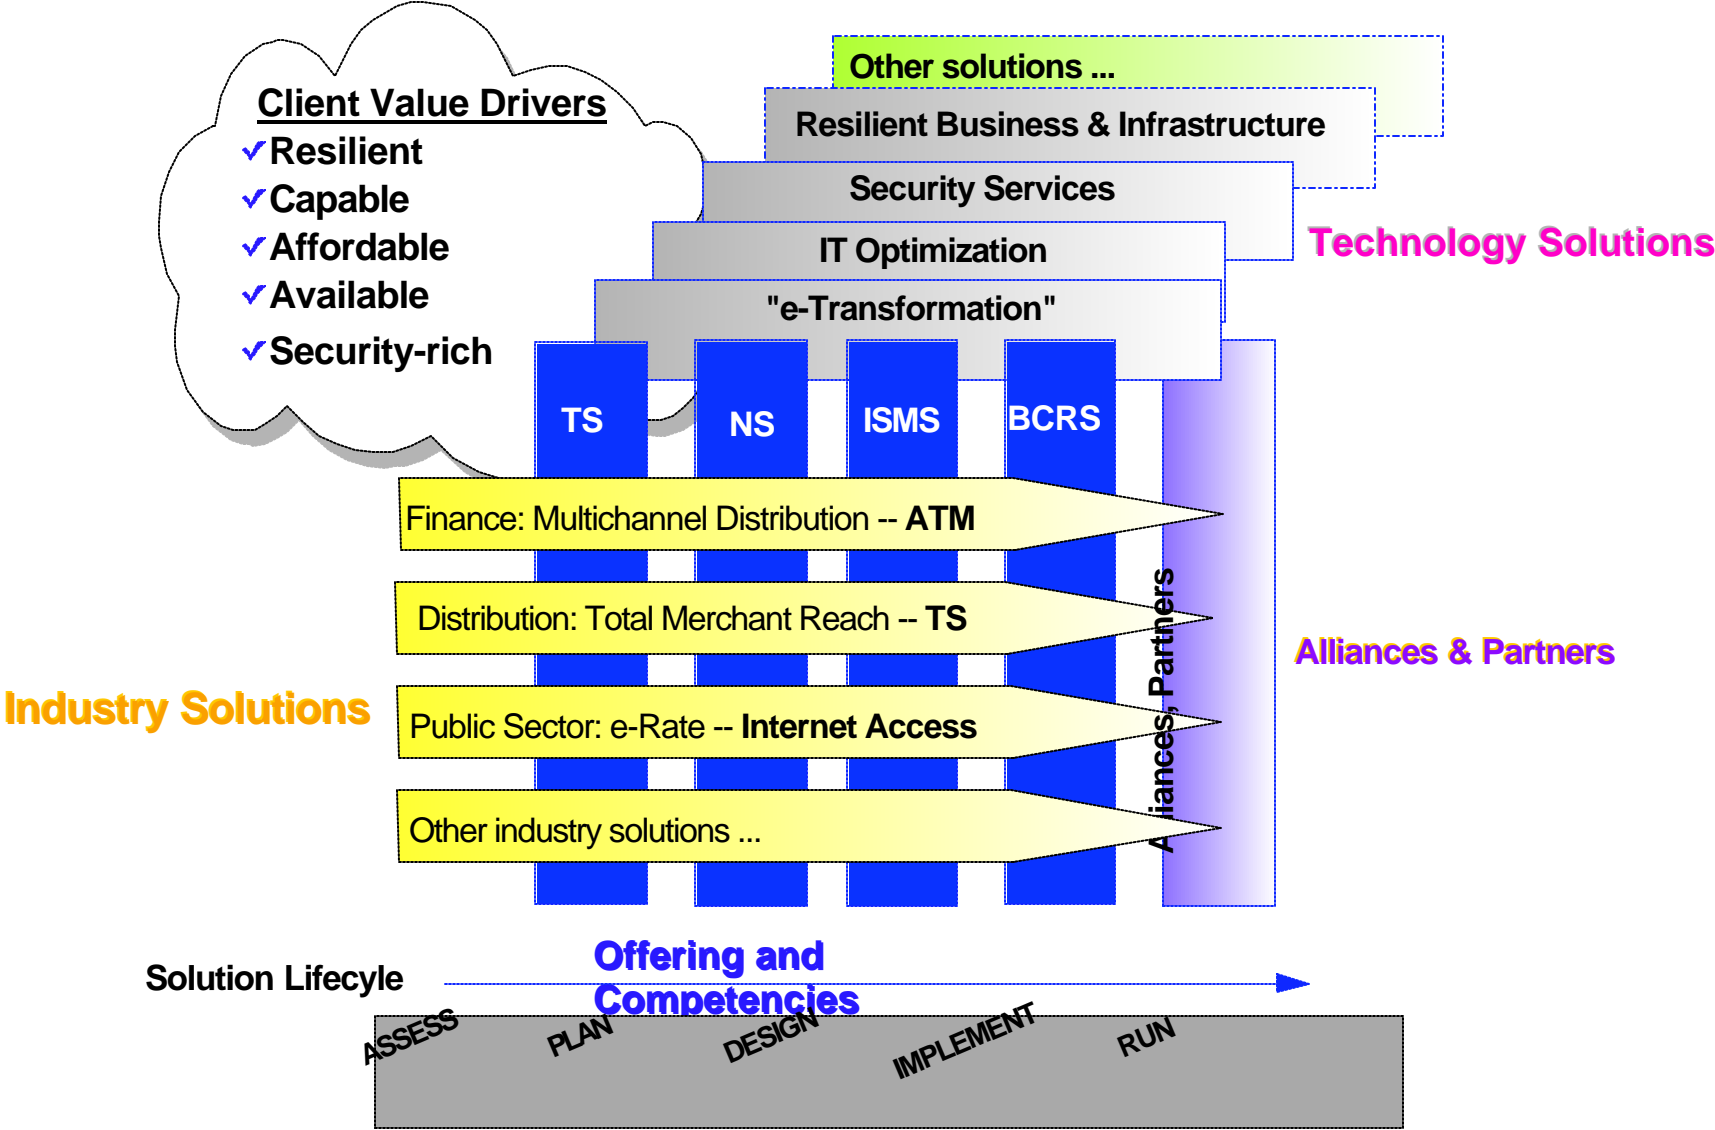 Client Value Drivers
✓Resilient
✓Capable
✓Affordable
✓Available
✓Security-rich
Other solutions ...
Resilient Business & Infrastructure
Security Services
IT Optimization
"e-Transformation"
Technology Solutions
TS
NS
ISMS
BCRS
Finance: Multichannel Distribution -- ATM
Distribution: Total Merchant Reach -- TS
Public Sector: e-Rate -- Internet Access
Other industry solutions ...
Alliances, Partners
Alliances & Partners
Industry Solutions
Offering and
Competencies
Solution Lifecyle
ASSESS
PLAN
DESIGN
IMPLEMENT
RUN